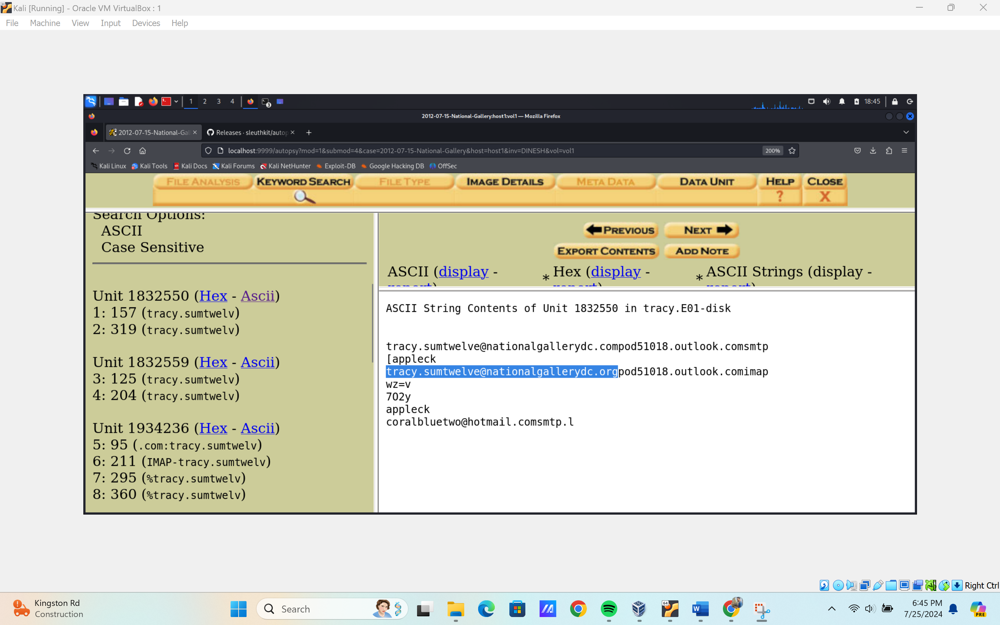 Kali [Running] - Oracle VM VirtualBox : 1
File Machine View Input Devices Help
1 2 3 4 3 18:45
2012-07-15-National-Gallery:host1:vol1 — Mozilla Firefox
2012-07-15-National-Gal Releases · sleuthkit/autop
localhost:9999/autopsy?mod=1&submod=4&case=2012-07-15-National-Gallery&host=host1&inv=DINESH&vol=vol1 200%
Kali Linux Kali Tools Kali Docs Kali Forums Kali NetHunter Exploit-DB Google Hacking DB OffSec
FILE ANALYSIS KEYWORD SEARCH FILE TYPE IMAGE DETAILS META DATA DATA UNIT HELP CLOSE
? X
Search Options:
ASCII
Case Sensitive
Unit 1832550 (Hex - Ascii)
1: 157 (tracy.sumtwelv)
2: 319 (tracy.sumtwelv)
Unit 1832559 (Hex - Ascii)
3: 125 (tracy.sumtwelv)
4: 204 (tracy.sumtwelv)
Unit 1934236 (Hex - Ascii)
5: 95 (.com:tracy.sumtwelv)
6: 211 (IMAP-tracy.sumtwelv)
7: 295 (%tracy.sumtwelv)
8: 360 (%tracy.sumtwelv)
PREVIOUS NEXT
EXPORT CONTENTS ADD NOTE
ASCII (display - * Hex (display - * ASCII Strings (display -
report) report) report)
ASCII String Contents of Unit 1832550 in tracy.E01-disk
tracy.sumtwelve@nationalgallerydc.compod51018.outlook.comsmtp
[appleck
tracy.sumtwelve@nationalgallerydc.orgpod51018.outlook.comimap
wz=v
7O2y
appleck
coralbluetwo@hotmail.comsmtp.l
Right Ctrl
Kingston Rd
Construction
Search
64
W
6:45 PM
7/25/2024
PRE